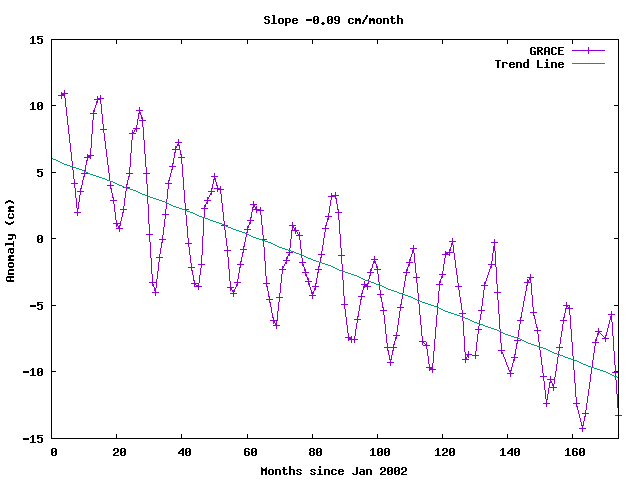 Slope -0.09 cm/month
GRACE
Trend Line
15
10
5
0
-5
-10
-15
Anomaly (cm)
0 20 40 60 80 100 120 140 160
Months since Jan 2002